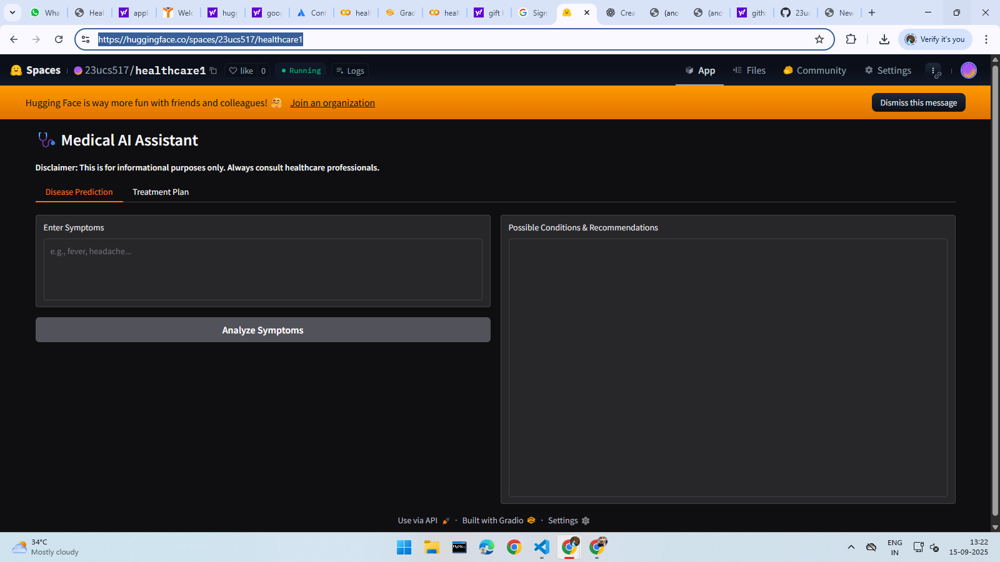 Wha
Heal
appl
Welc
hugg
goog
Conf
healt
Grad
healt
gift h
Sign
Crea
(ano
(ano
gith
23uc
New
https://huggingface.co/spaces/23ucs517/healthcare1
Verify it's you
Spaces
23ucs517/healthcare1
like 0
Running
Logs
App
Files
Community
Settings
Hugging Face is way more fun with friends and colleagues! 🤗 Join an organization
Dismiss this message
Medical AI Assistant
Disclaimer: This is for informational purposes only. Always consult healthcare professionals.
Disease Prediction
Treatment Plan
Enter Symptoms
e.g., fever, headache...
Analyze Symptoms
Possible Conditions & Recommendations
Use via API · Built with Gradio · Settings
34°C
Mostly cloudy
ENG
IN
13:22
15-09-2025